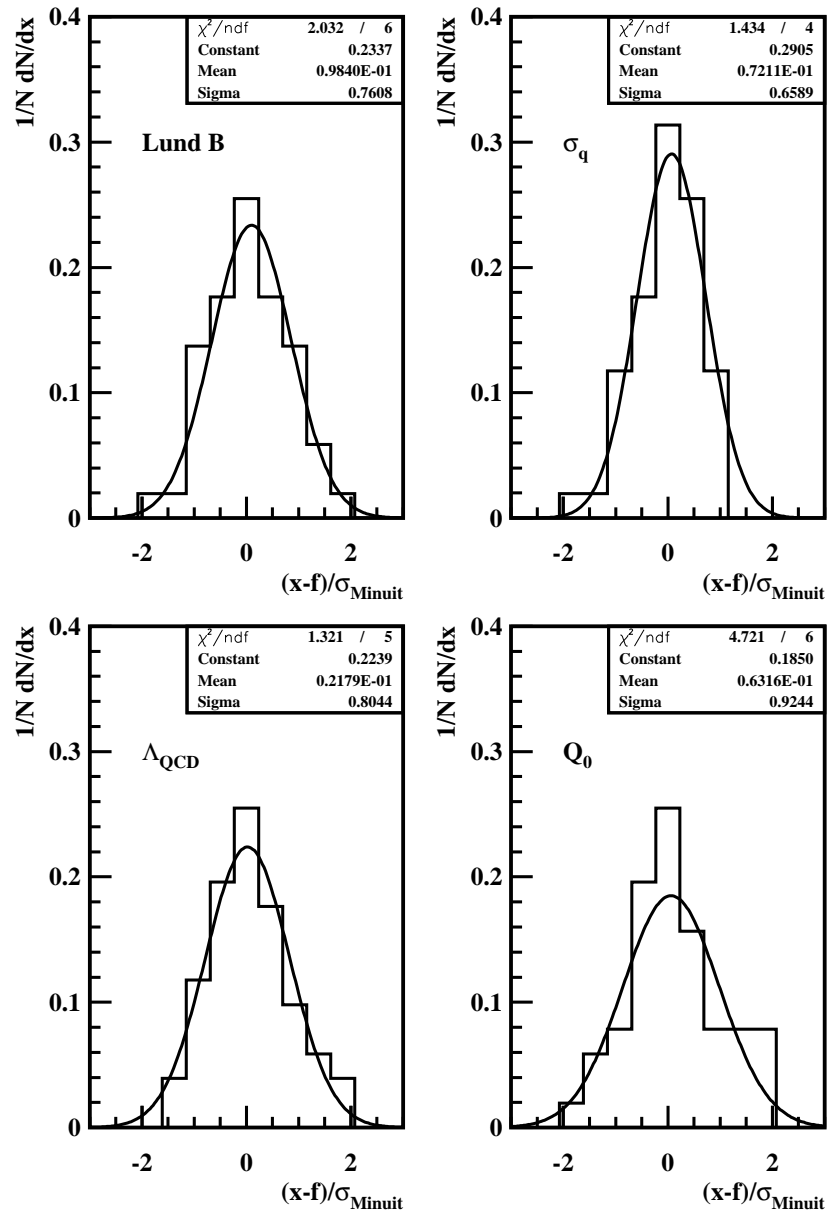 1/N dN/dx
χ²/ndf 2.032 / 6
Constant 0.2337
Mean 0.9840E-01
Sigma 0.7608
Lund B
0.4
0.3
0.2
0.1
0
-2 0 2
(x-f)/σMinuit
1/N dN/dx
χ²/ndf 1.434 / 4
Constant 0.2905
Mean 0.7211E-01
Sigma 0.6589
σq
0.4
0.3
0.2
0.1
0
-2 0 2
(x-f)/σMinuit
1/N dN/dx
χ²/ndf 1.321 / 5
Constant 0.2239
Mean 0.2179E-01
Sigma 0.8044
ΛQCD
0.4
0.3
0.2
0.1
0
-2 0 2
(x-f)/σMinuit
1/N dN/dx
χ²/ndf 4.721 / 6
Constant 0.1850
Mean 0.6316E-01
Sigma 0.9244
Q0
0.4
0.3
0.2
0.1
0
-2 0 2
(x-f)/σMinuit